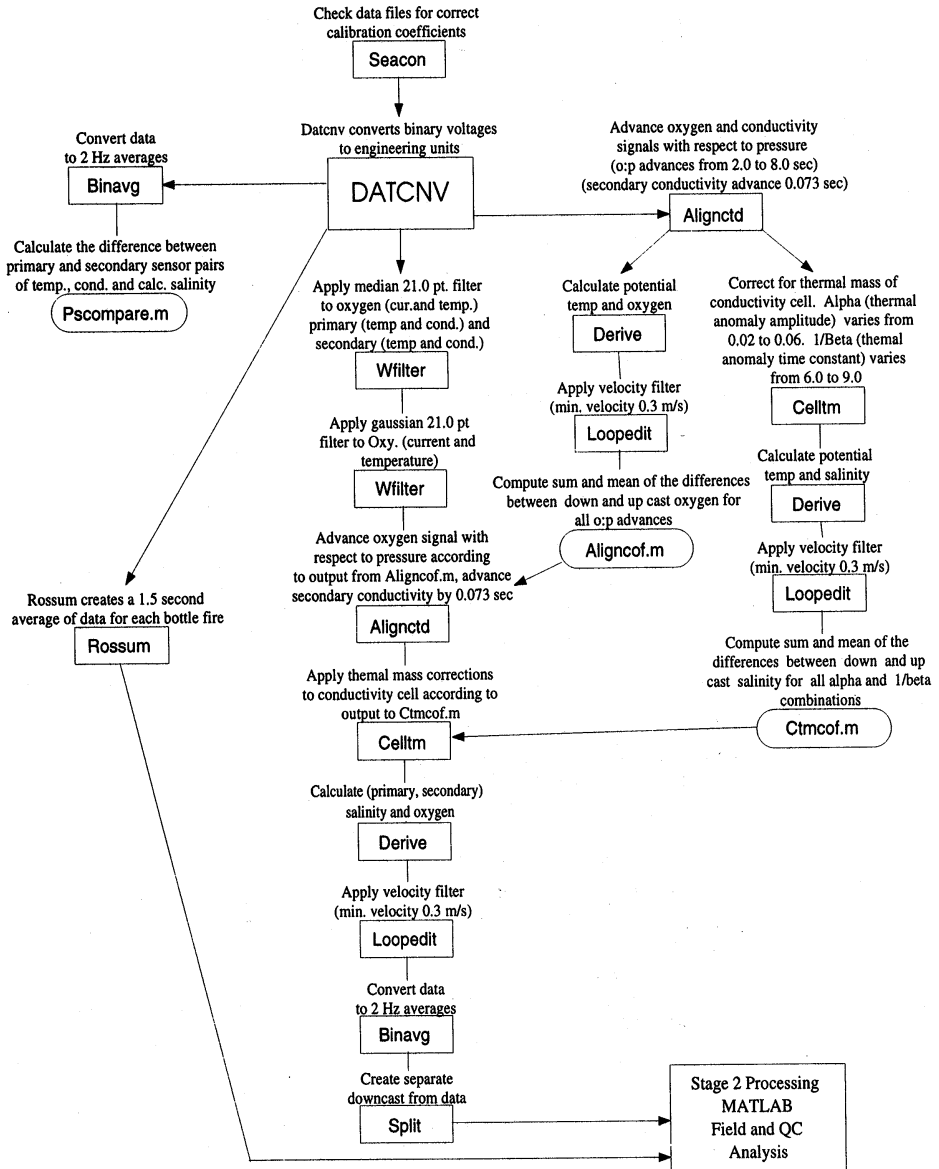 Check data files for correct
calibration coefficients
Seacon
Datcnv converts binary voltages
to engineering units
DATCNV
Convert data
to 2 Hz averages
Binavg
Calculate the difference between
primary and secondary sensor pairs
of temp., cond. and calc. salinity
Pscompare.m
Advance oxygen and conductivity
signals with respect to pressure
(o:p advances from 2.0 to 8.0 sec)
(secondary conductivity advance 0.073 sec)
Alignctd
Apply median 21.0 pt. filter
to oxygen (cur.and temp.)
primary (temp and cond.) and
secondary (temp and cond.)
Wfilter
Apply gaussian 21.0 pt
filter to Oxy. (current and
temperature)
Wfilter
Advance oxygen signal with
respect to pressure according
to output from Aligncof.m, advance
secondary conductivity by 0.073 sec
Alignctd
Apply themal mass corrections
to conductivity cell according to
output to Ctmcof.m
Celltm
Calculate (primary, secondary)
salinity and oxygen
Derive
Apply velocity filter
(min. velocity 0.3 m/s)
Loopedit
Convert data
to 2 Hz averages
Binavg
Create separate
downcast from data
Split
Calculate potential
temp and oxygen
Derive
Apply velocity filter
(min. velocity 0.3 m/s)
Loopedit
Compute sum and mean of the differences
between down and up cast oxygen for
all o:p advances
Aligncof.m
Correct for thermal mass of
conductivity cell. Alpha (thermal
anomaly amplitude) varies from
0.02 to 0.06. 1/Beta (themal
anomaly time constant) varies
from 6.0 to 9.0
Celltm
Calculate potential
temp and salinity
Derive
Apply velocity filter
(min. velocity 0.3 m/s)
Loopedit
Compute sum and mean of the
differences between down and up
cast salinity for all alpha and 1/beta
combinations
Ctmcof.m
Rossum creates a 1.5 second
average of data for each bottle fire
Rossum
Stage 2 Processing
MATLAB
Field and QC
Analysis